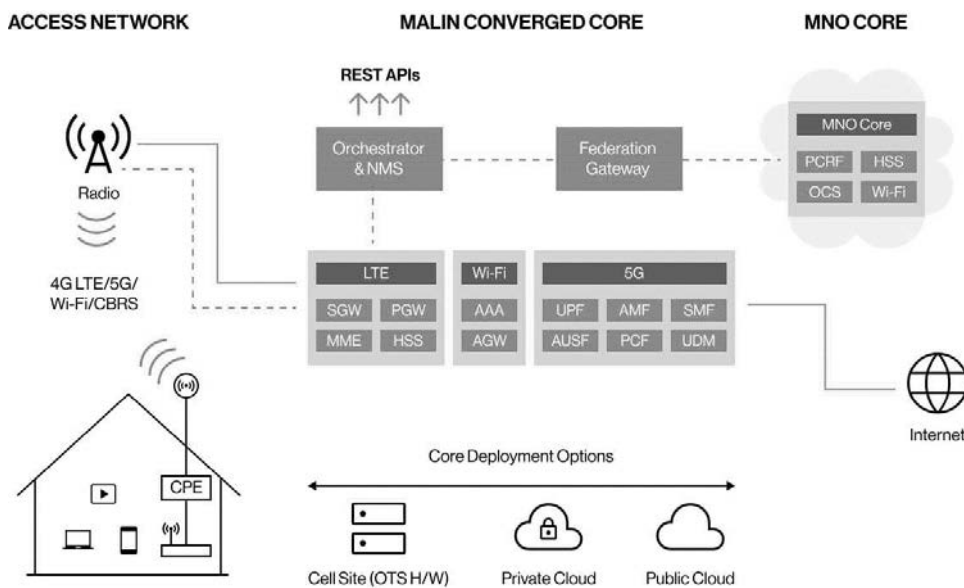 ACCESS NETWORK
MALIN CONVERGED CORE
MNO CORE
REST APIs
Orchestrator
& NMS
Federation
Gateway
MNO Core
PCRF HSS
OCS Wi-Fi
Radio
4G LTE/5G/
Wi-Fi/CBRS
LTE
SGW PGW
MME HSS
Wi-Fi
AAA
AGW
5G
UPF AMF SMF
AUSF PCF UDM
Internet
CPE
Core Deployment Options
Cell Site (OTS H/W)
Private Cloud
Public Cloud